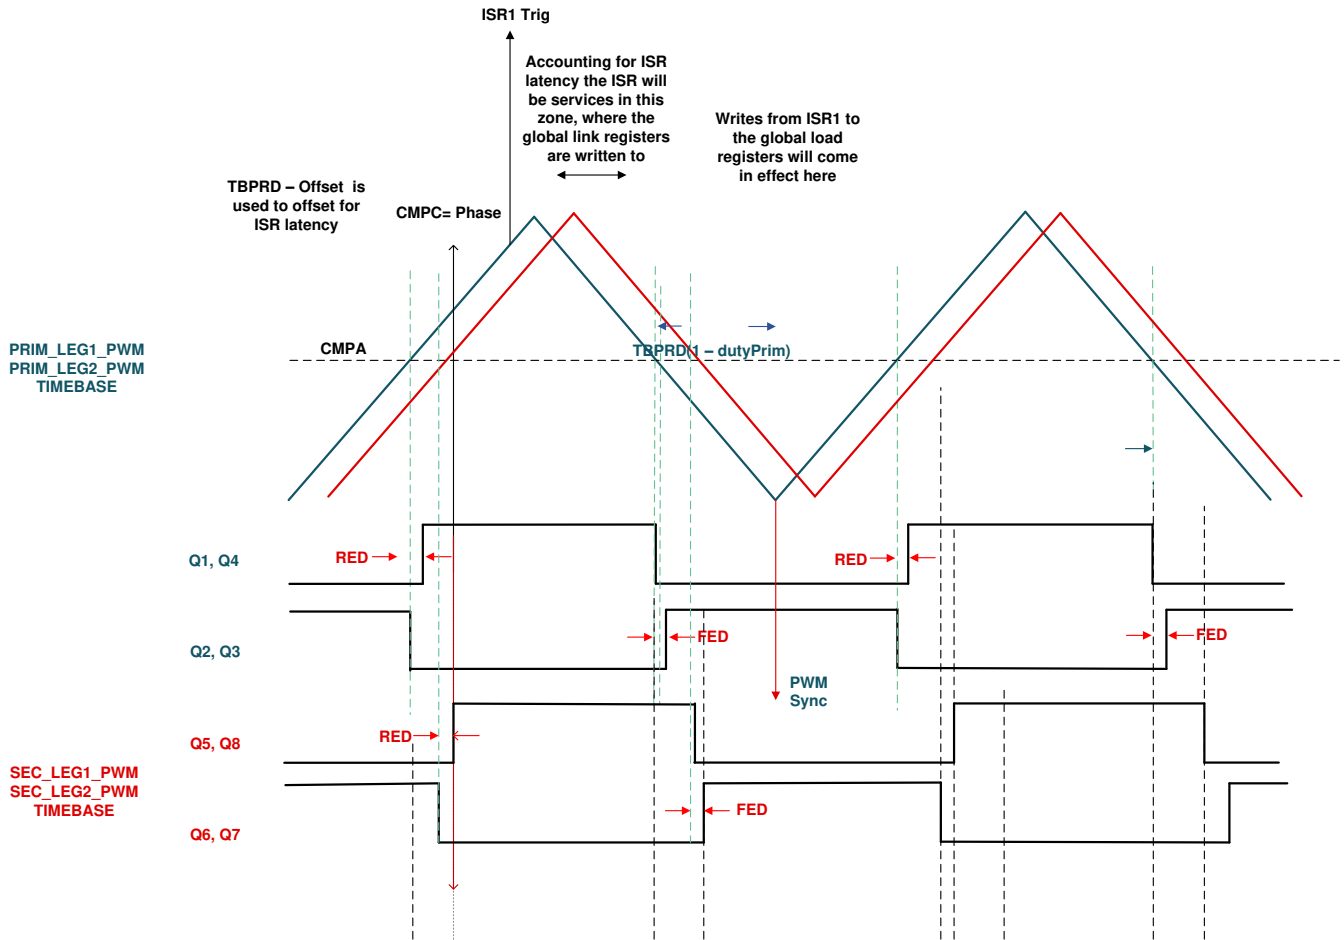 ISR1 Trig
Accounting for ISR
latency the ISR will
be services in this
zone, where the
global link registers
are written to
Writes from ISR1 to
the global load
registers will come
in effect here
TBPRD – Offset is
used to offset for
ISR latency
CMPC= Phase
PRIM_LEG1_PWM
PRIM_LEG2_PWM
TIMEBASE
CMPA
TBPRD(1 – dutyPrim)
Q1, Q4
RED
RED
Q2, Q3
FED
FED
PWM
Sync
Q5, Q8
RED
SEC_LEG1_PWM
SEC_LEG2_PWM
TIMEBASE
Q6, Q7
FED